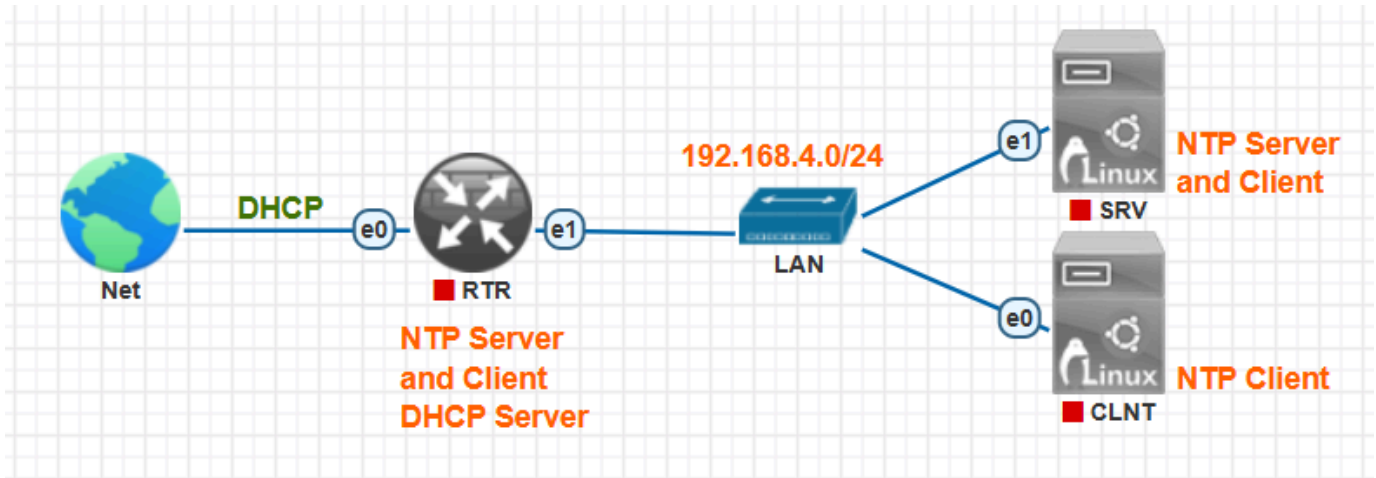 DHCP
e0
e1
Net
RTR
NTP Server
and Client
DHCP Server
192.168.4.0/24
LAN
e1
Linux
NTP Server
and Client
SRV
e0
Linux
NTP Client
CLNT